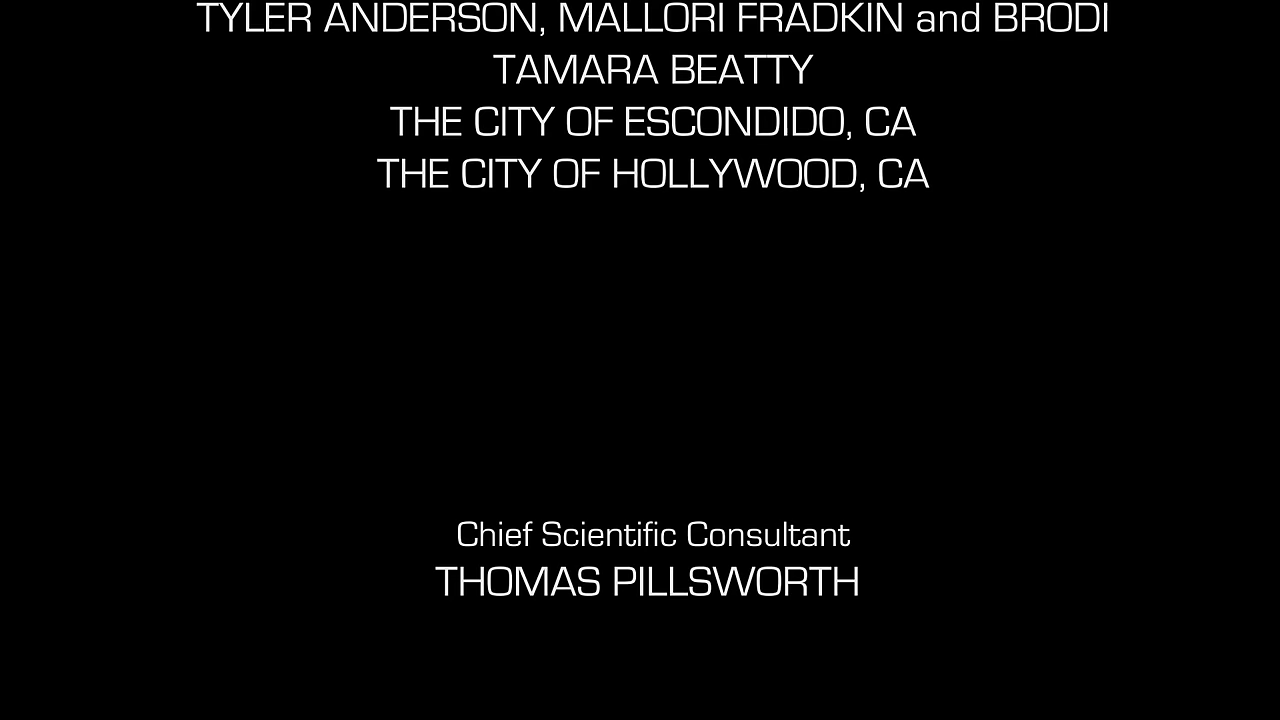 TYLER ANDERSON, MALLORI FRADKIN and BRODI
TAMARA BEATTY
THE CITY OF ESCONDIDO, CA
THE CITY OF HOLLYWOOD, CA
Chief Scientific Consultant
THOMAS PILLSWORTH